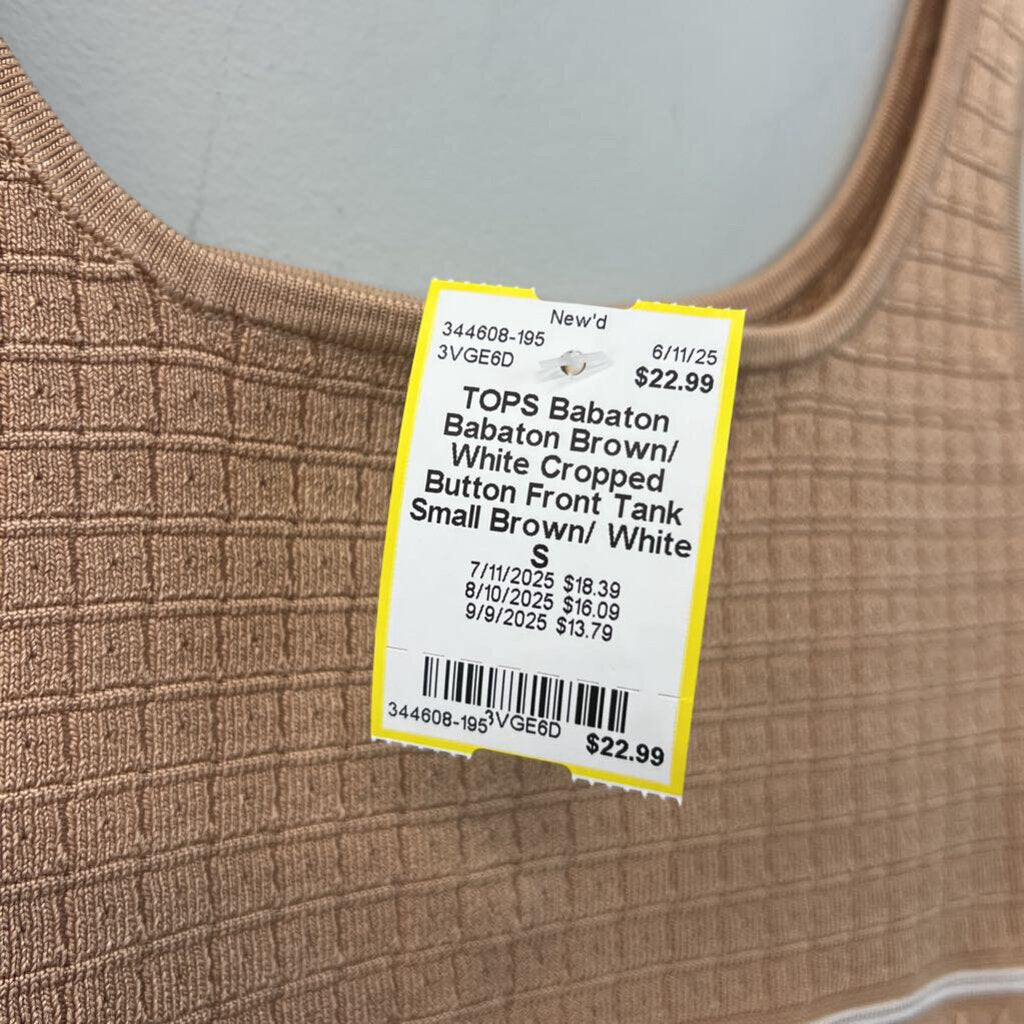 New'd
344608-195
3VGE6D
6/11/25
$22.99
TOPS Babaton
Babaton Brown/
White Cropped
Button Front Tank
Small Brown/ White
S
7/11/2025 $18.39
8/10/2025 $16.09
9/9/2025 $13.79
344608-195
3VGE6D
$22.99